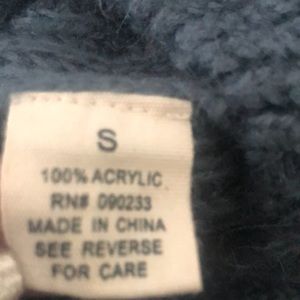 S
100% ACRYLIC
RN# 090233
MADE IN CHINA
SEE REVERSE
FOR CARE